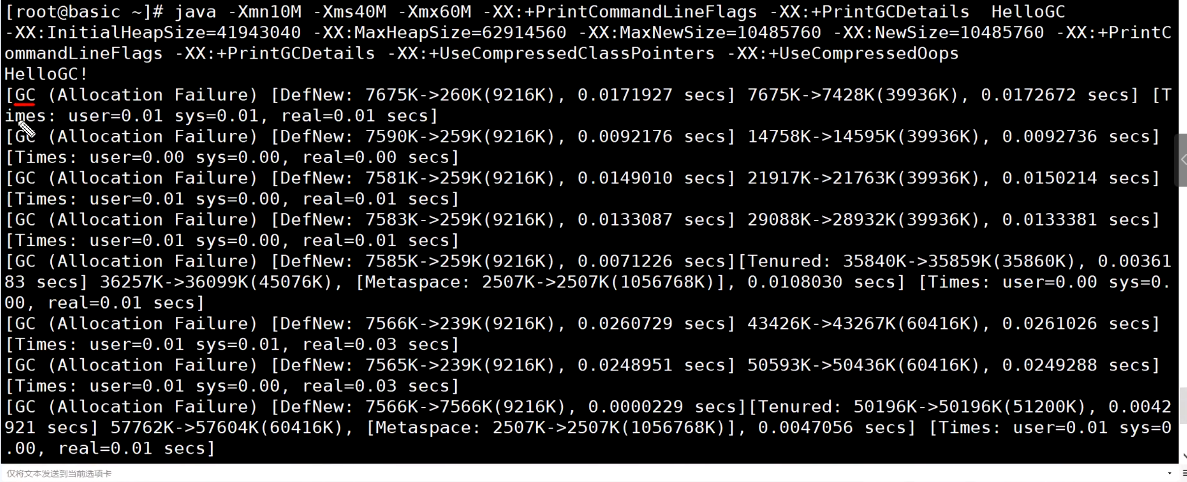 [root@basic ~]# java -Xmn10M -Xms40M -Xmx60M -XX:+PrintCommandLineFlags -XX:+PrintGCDetails  HelloGC
-XX:InitialHeapSize=41943040 -XX:MaxHeapSize=62914560 -XX:MaxNewSize=10485760 -XX:NewSize=10485760 -XX:+PrintC
ommandLineFlags -XX:+PrintGCDetails -XX:+UseCompressedClassPointers -XX:+UseCompressedOops
HelloGC!
[GC (Allocation Failure) [DefNew: 7675K->260K(9216K), 0.0171927 secs] 7675K->7428K(39936K), 0.0172672 secs] [T
imes: user=0.01 sys=0.01, real=0.01 secs]
[GC (Allocation Failure) [DefNew: 7590K->259K(9216K), 0.0092176 secs] 14758K->14595K(39936K), 0.0092736 secs]
[Times: user=0.00 sys=0.00, real=0.00 secs]
[GC (Allocation Failure) [DefNew: 7581K->259K(9216K), 0.0149010 secs] 21917K->21763K(39936K), 0.0150214 secs]
[Times: user=0.01 sys=0.00, real=0.01 secs]
[GC (Allocation Failure) [DefNew: 7583K->259K(9216K), 0.0133087 secs] 29088K->28932K(39936K), 0.0133381 secs]
[Times: user=0.01 sys=0.00, real=0.01 secs]
[GC (Allocation Failure) [DefNew: 7585K->259K(9216K), 0.0071226 secs][Tenured: 35840K->35859K(35860K), 0.00361
83 secs] 36257K->36099K(45076K), [Metaspace: 2507K->2507K(1056768K)], 0.0108030 secs] [Times: user=0.00 sys=0.
00, real=0.01 secs]
[GC (Allocation Failure) [DefNew: 7566K->239K(9216K), 0.0260729 secs] 43426K->43267K(60416K), 0.0261026 secs]
[Times: user=0.01 sys=0.01, real=0.03 secs]
[GC (Allocation Failure) [DefNew: 7565K->239K(9216K), 0.0248951 secs] 50593K->50436K(60416K), 0.0249288 secs]
[Times: user=0.01 sys=0.00, real=0.03 secs]
[GC (Allocation Failure) [DefNew: 7566K->7566K(9216K), 0.0000229 secs][Tenured: 50196K->50196K(51200K), 0.0042
921 secs] 57762K->57604K(60416K), [Metaspace: 2507K->2507K(1056768K)], 0.0047056 secs] [Times: user=0.01 sys=0
.00, real=0.01 secs]
仅将文本发送到当前选项卡